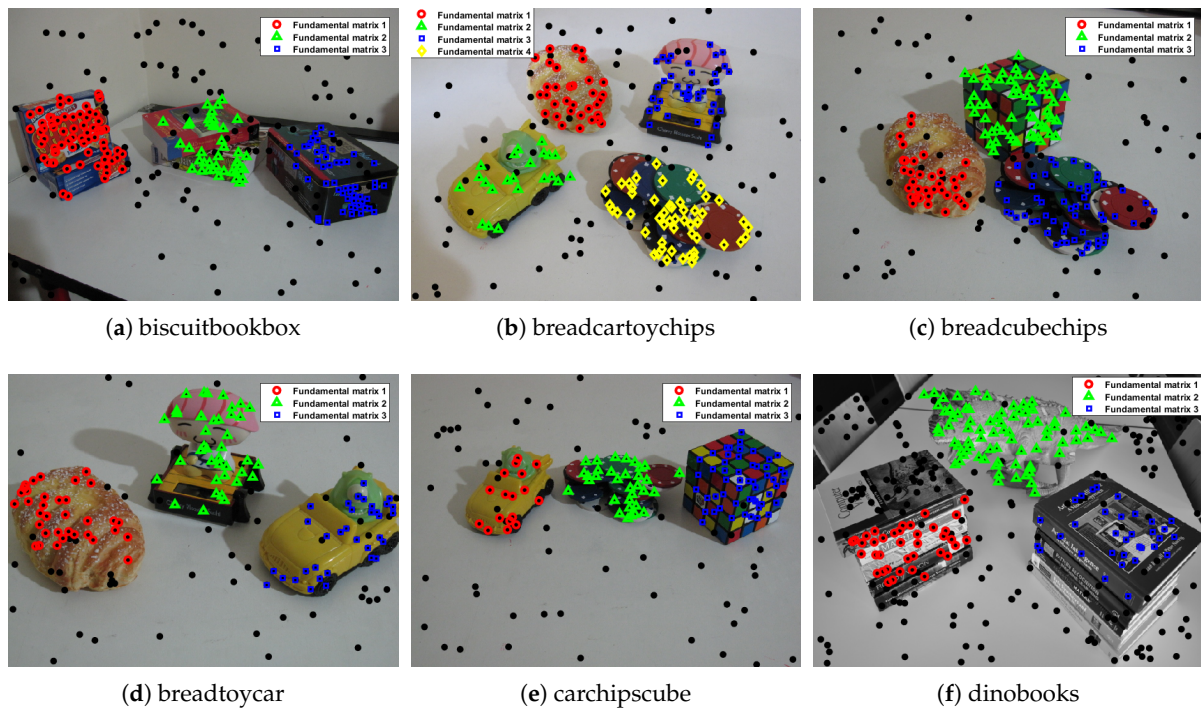 Fundamental matrix 1
Fundamental matrix 2
Fundamental matrix 3
Fundamental matrix 1
Fundamental matrix 2
Fundamental matrix 3
Fundamental matrix 4
Fundamental matrix 1
Fundamental matrix 2
Fundamental matrix 3
(a) biscuitbookbox
(b) breadcartoychips
(c) breadcubechips
Fundamental matrix 1
Fundamental matrix 2
Fundamental matrix 3
Fundamental matrix 1
Fundamental matrix 2
Fundamental matrix 3
Fundamental matrix 1
Fundamental matrix 2
Fundamental matrix 3
(d) breadtoycar
(e) carchipscube
(f) dinobooks